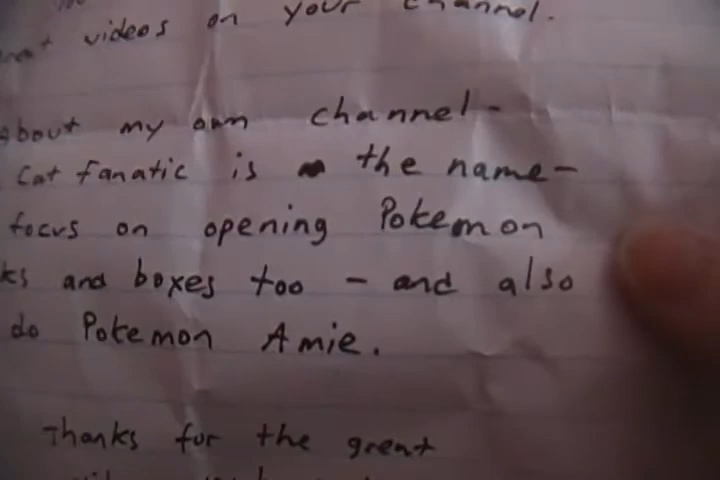 videos on your channel.
about my own channel-
Cat fanatic is the name-
focus on opening Pokemon
ks and boxes too - and also
do Pokemon Amie.
Thanks for the great